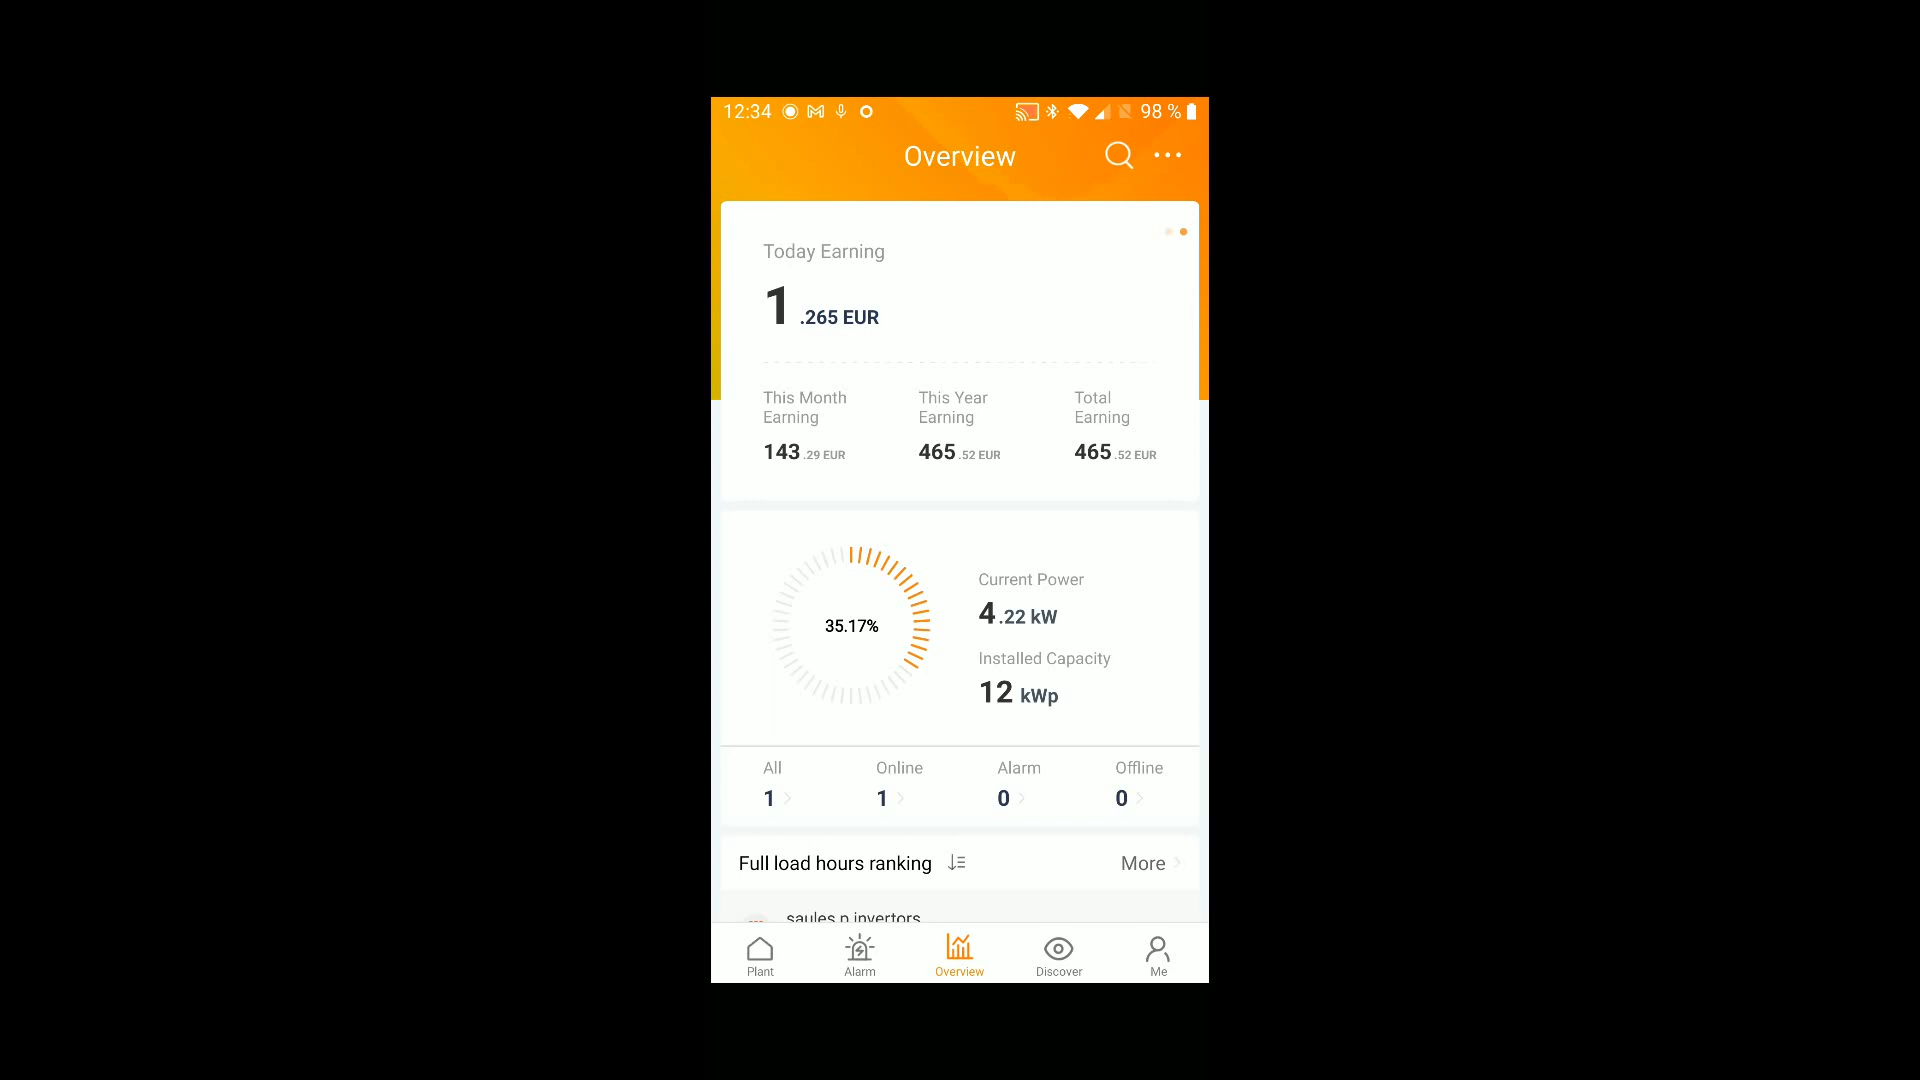 12:34 98 %
Overview
Today Earning
1.265 EUR
This Month Earning
This Year Earning
Total Earning
143.29 EUR
465.52 EUR
465.52 EUR
35.17%
Current Power
4.22 kW
Installed Capacity
12 kWp
All Online Alarm Offline
1 1 0 0
Full load hours ranking More
saules p invertors
Plant Alarm Overview Discover Me